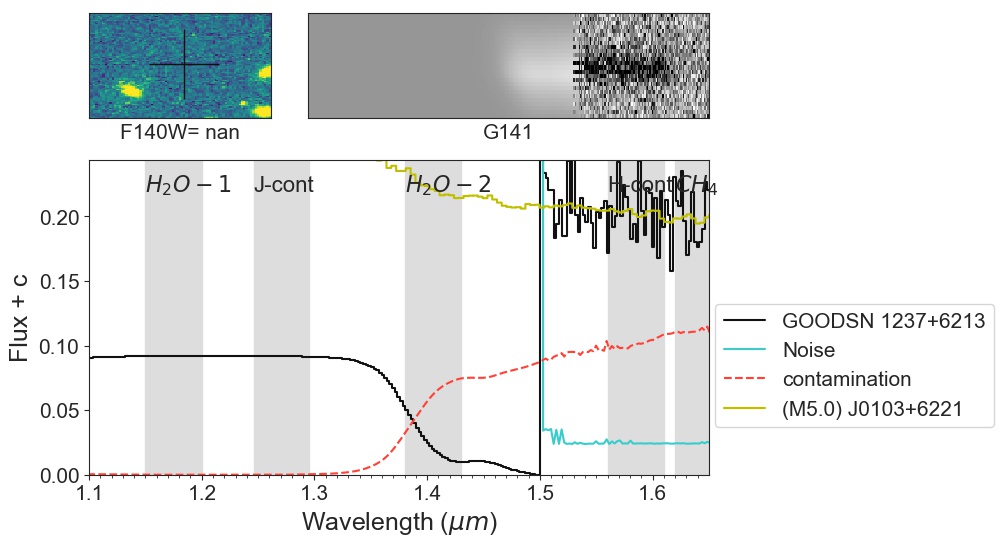 F140W= nan
G141
H₂O − 1
J-cont
H₂O − 2
H-cont
CH₄
0.20
0.15
0.10
0.05
0.00
Flux + c
1.1
1.2
1.3
1.4
1.5
1.6
Wavelength (μm)
GOODSN 1237+6213
Noise
contamination
(M5.0) J0103+6221